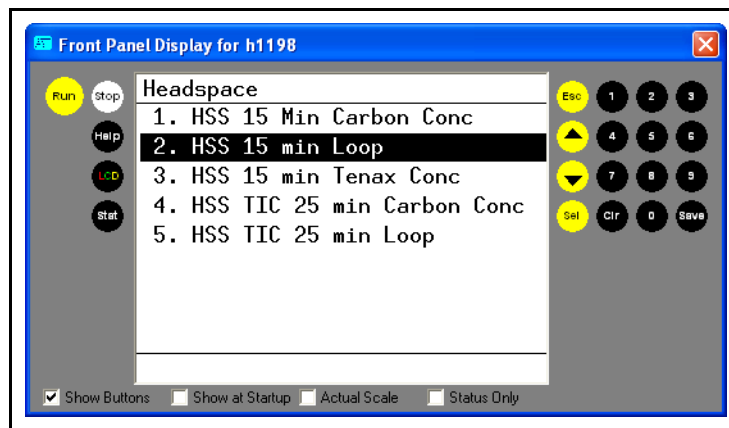 Front Panel Display for h1198
Run Stop
Help
LCD
Stat
Headspace
1. HSS 15 Min Carbon Conc
2. HSS 15 min Loop
3. HSS 15 min Tenax Conc
4. HSS TIC 25 min Carbon Conc
5. HSS TIC 25 min Loop
Esc 1 2 3
4 5 6
7 8 9
Sel Clr 0 Save
Show Buttons Show at Startup Actual Scale Status Only